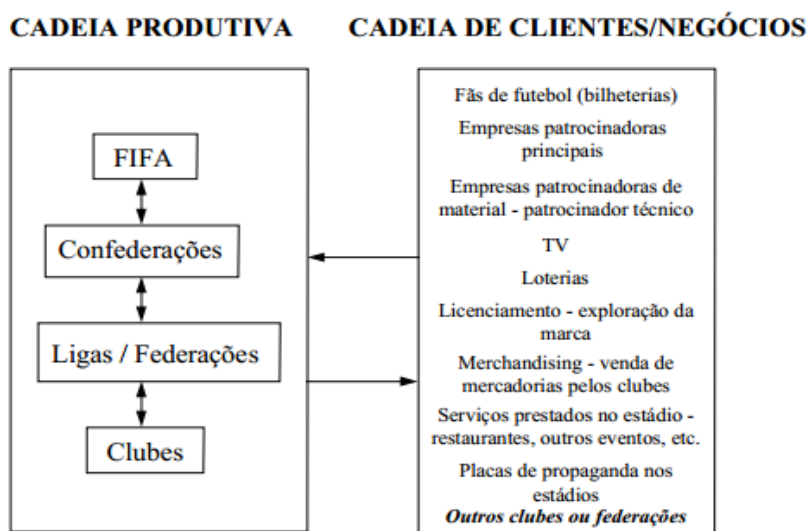 CADEIA PRODUTIVA
FIFA
Confederações
Ligas / Federações
Clubes
CADEIA DE CLIENTES/NEGÓCIOS
Fãs de futebol (bilheterias)
Empresas patrocinadoras
principais
Empresas patrocinadoras de
material - patrocinador técnico
TV
Loterias
Licenciamento - exploração da
marca
Merchandising - venda de
mercadorias pelos clubes
Serviços prestados no estádio -
restaurantes, outros eventos, etc.
Placas de propaganda nos
estádios
Outros clubes ou federações